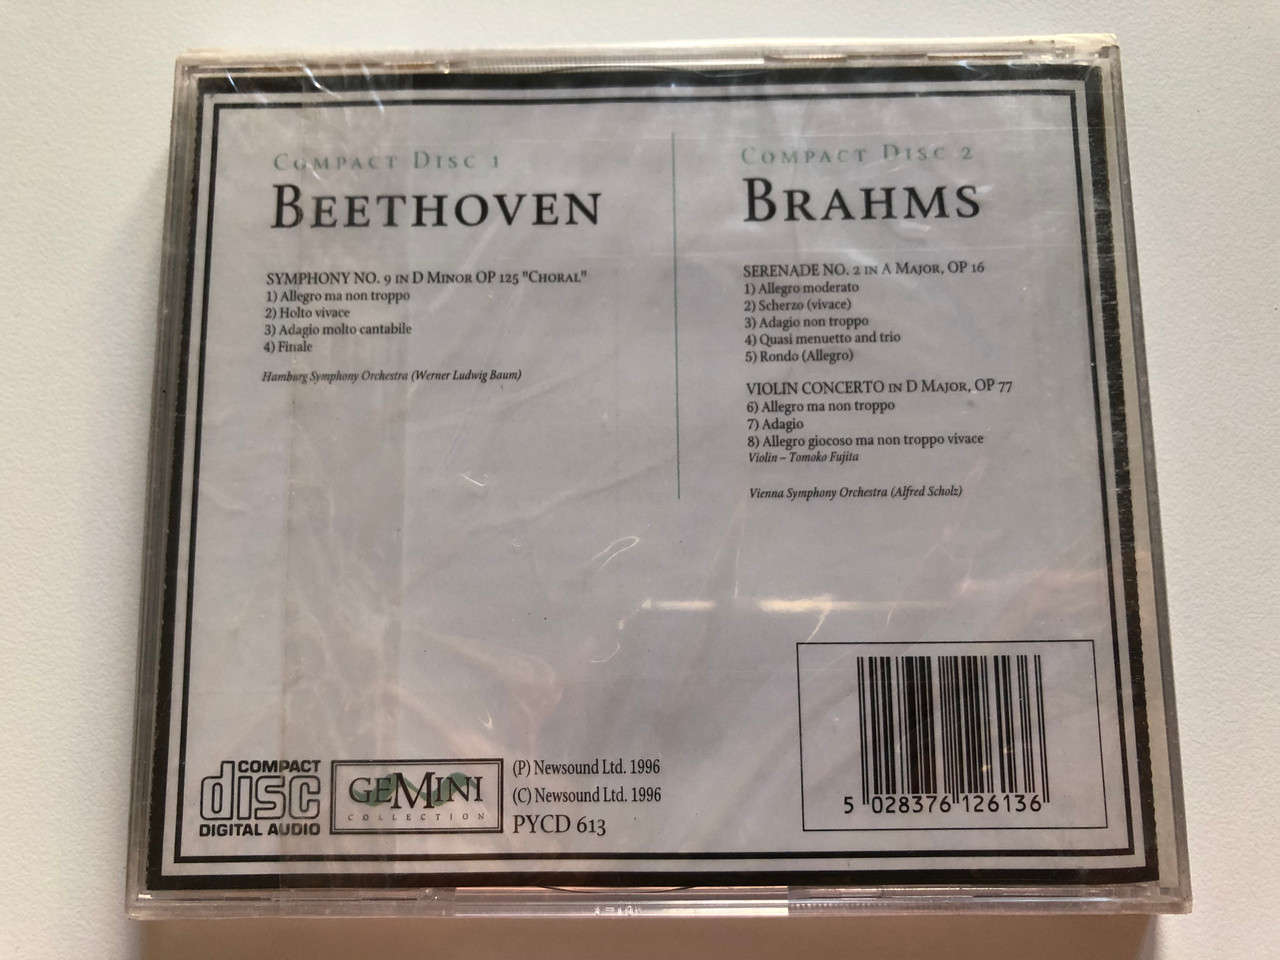 COMPACT DISC 1
BEETHOVEN
SYMPHONY NO. 9 IN D MINOR OP 125 "CHORAL"
1) Allegro ma non troppo
2) Holto vivace
3) Adagio molto cantabile
4) Finale
Hamburg Symphony Orchestra (Werner Ludwig Baum)
COMPACT DISC 2
BRAHMS
SERENADE NO. 2 IN A MAJOR, OP 16
1) Allegro moderato
2) Scherzo (vivace)
3) Adagio non troppo
4) Quasi menuetto and trio
5) Rondo (Allegro)
VIOLIN CONCERTO IN D MAJOR, OP 77
6) Allegro ma non troppo
7) Adagio
8) Allegro giocoso ma non troppo vivace
Violin – Tomoko Fujita
Vienna Symphony Orchestra (Alfred Scholz)
COMPACT
disc
DIGITAL AUDIO
GEMINI
COLLECTION
(P) Newsound Ltd. 1996
(C) Newsound Ltd. 1996
PYCD 613
5 028376 126136